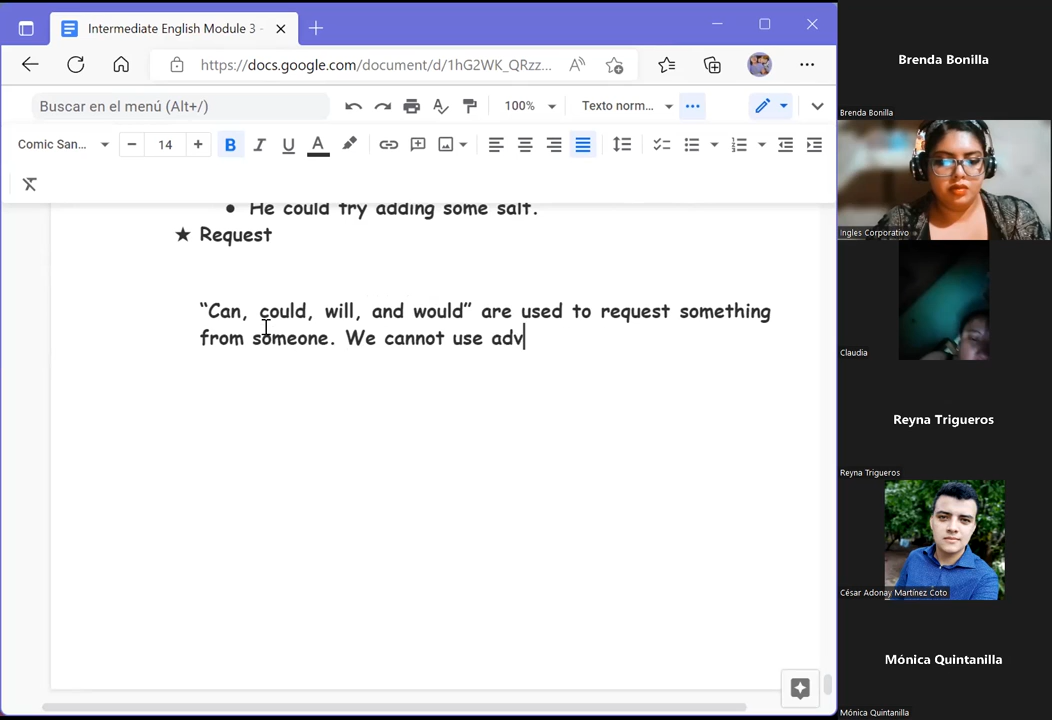 Intermediate English Module 3 -
https://docs.google.com/document/d/1hG2WK_QRzz...
Buscar en el menú (Alt+/)
100%
Texto norm...
Comic San...
14
He could try adding some salt.
★ Request
“Can, could, will, and would” are used to request something
from someone. We cannot use adv
Brenda Bonilla
Brenda Bonilla
Ingles Corporativo
Claudia
Reyna Trigueros
Reyna Trigueros
César Adonay Martínez Coto
Mónica Quintanilla
Mónica Quintanilla